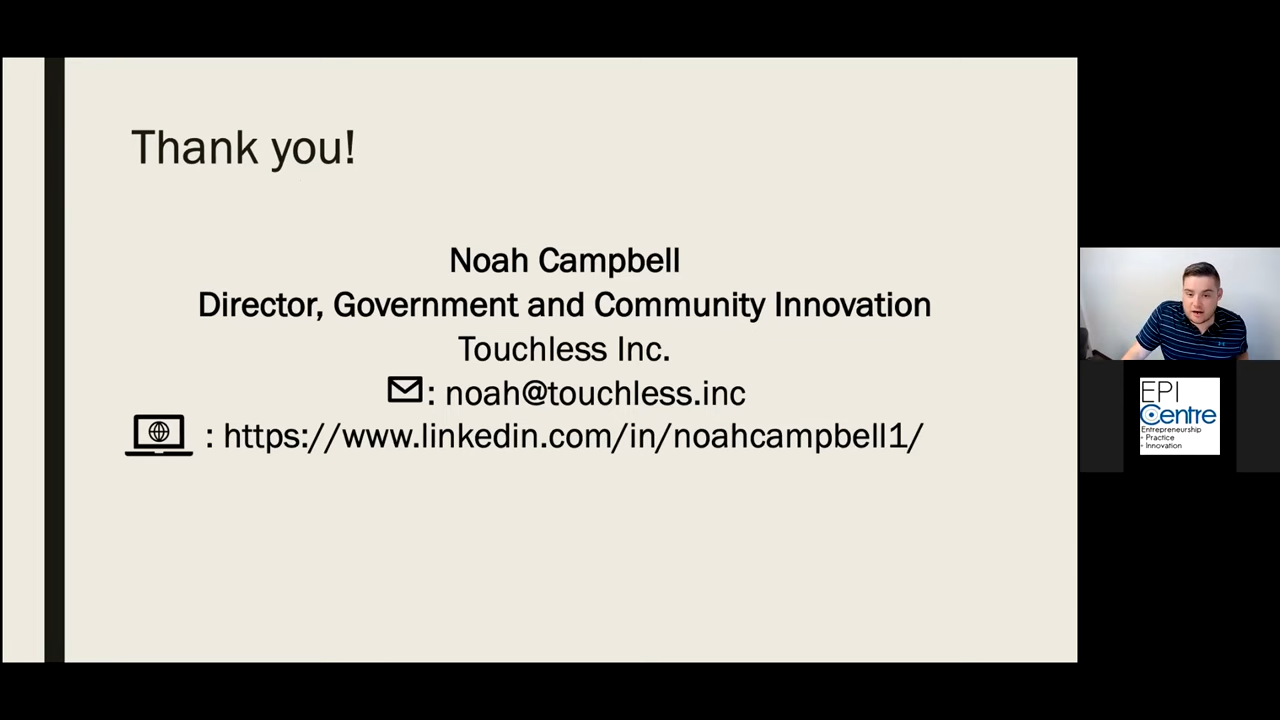 Thank you!
Noah Campbell
Director, Government and Community Innovation
Touchless Inc.
: noah@touchless.inc
: https://www.linkedin.com/in/noahcampbell1/
EPI
Centre
Entrepreneurship
- Practice
- Innovation